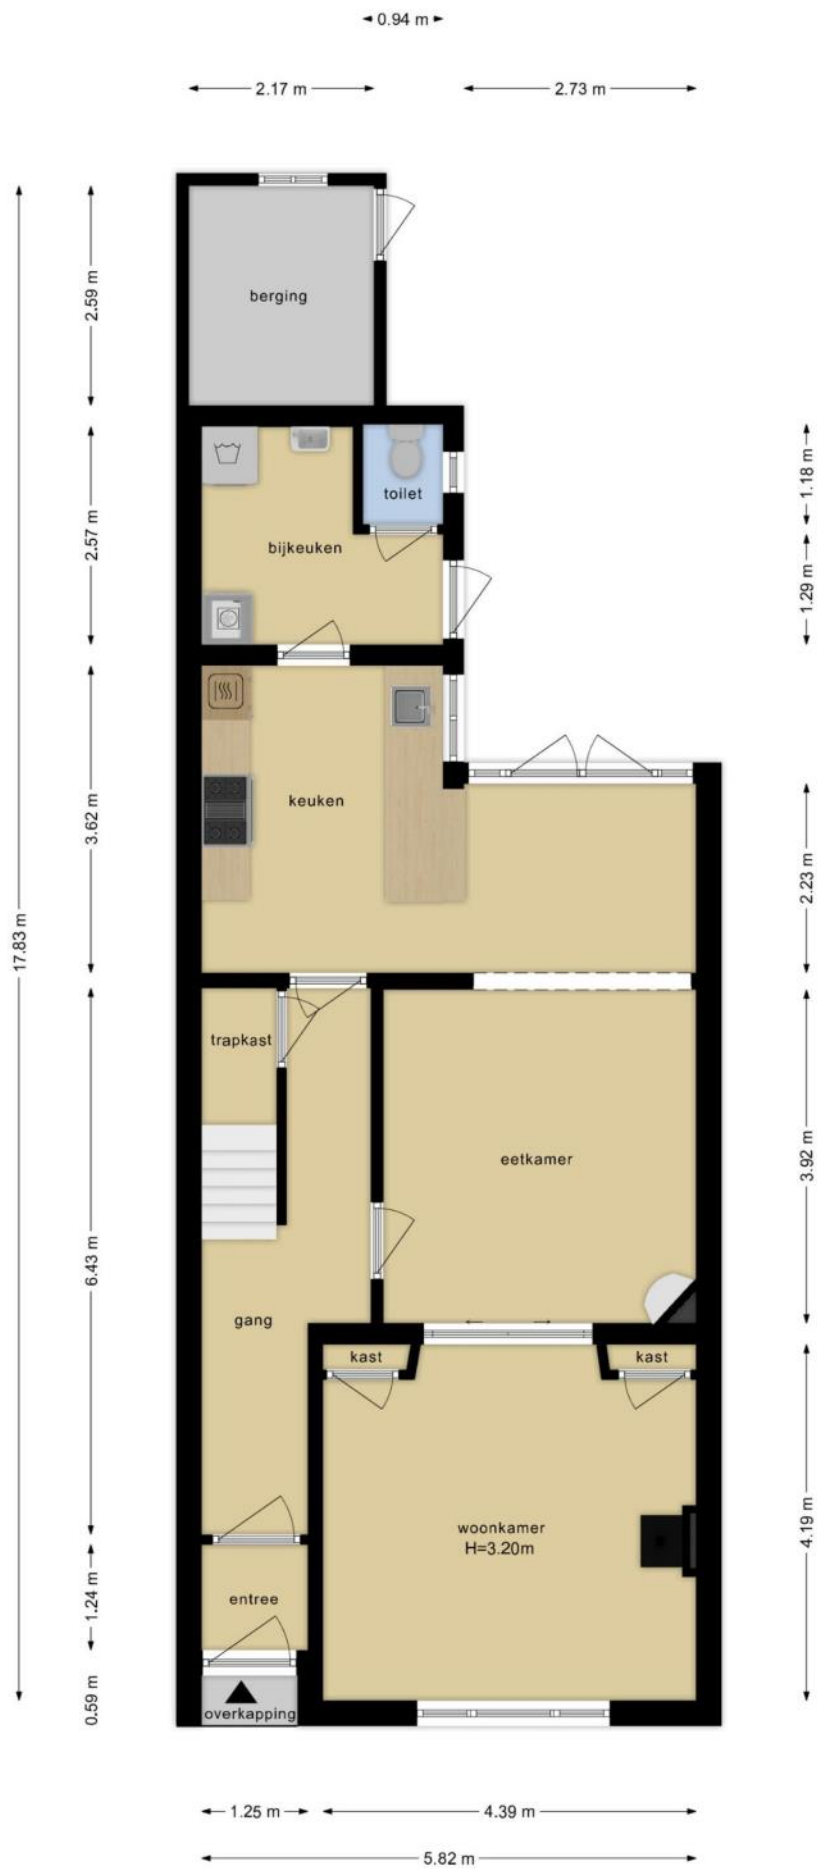 0.94 m
2.17 m
2.73 m
berging
2.59 m
toilet
1.18 m
bijkeuken
2.57 m
1.29 m
keuken
3.62 m
2.23 m
17.83 m
trapkast
eetkamer
3.92 m
6.43 m
gang
kast
kast
woonkamer
H=3.20m
4.19 m
entree
1.24 m
overkapping
0.59 m
1.25 m
4.39 m
5.82 m